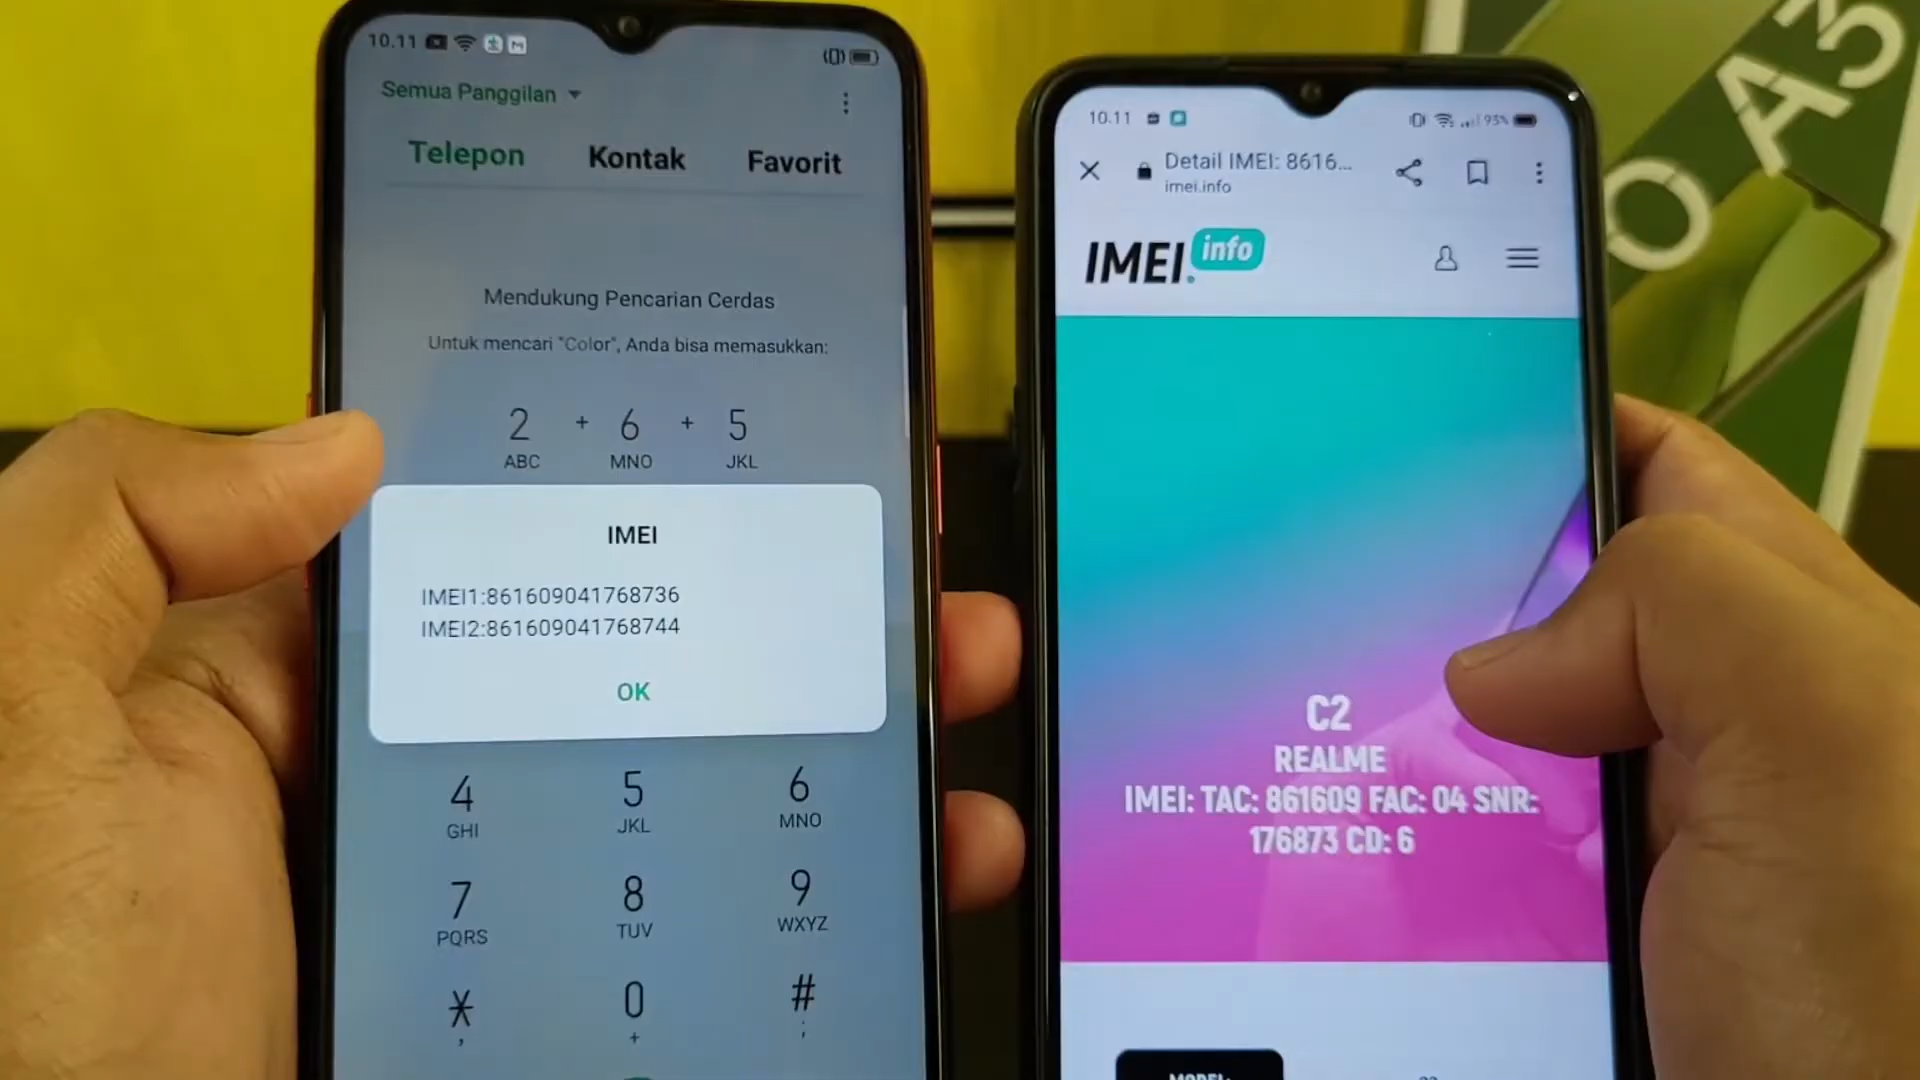 10.11
Semua Panggilan
Telepon Kontak Favorit
Mendukung Pencarian Cerdas
Untuk mencari "Color", Anda bisa memasukkan:
2 + 6 + 5
ABC MNO JKL
IMEI
IMEI1:861609041768736
IMEI2:861609041768744
OK
4 5 6
GHI JKL MNO
7 8 9
PQRS TUV WXYZ
* 0 #
, + ;
10.11 93%
Detail IMEI: 8616...
imei.info
IMEI.info
C2
REALME
IMEI: TAC: 861609 FAC: 04 SNR:
176873 CD: 6
MODEL:
O A3